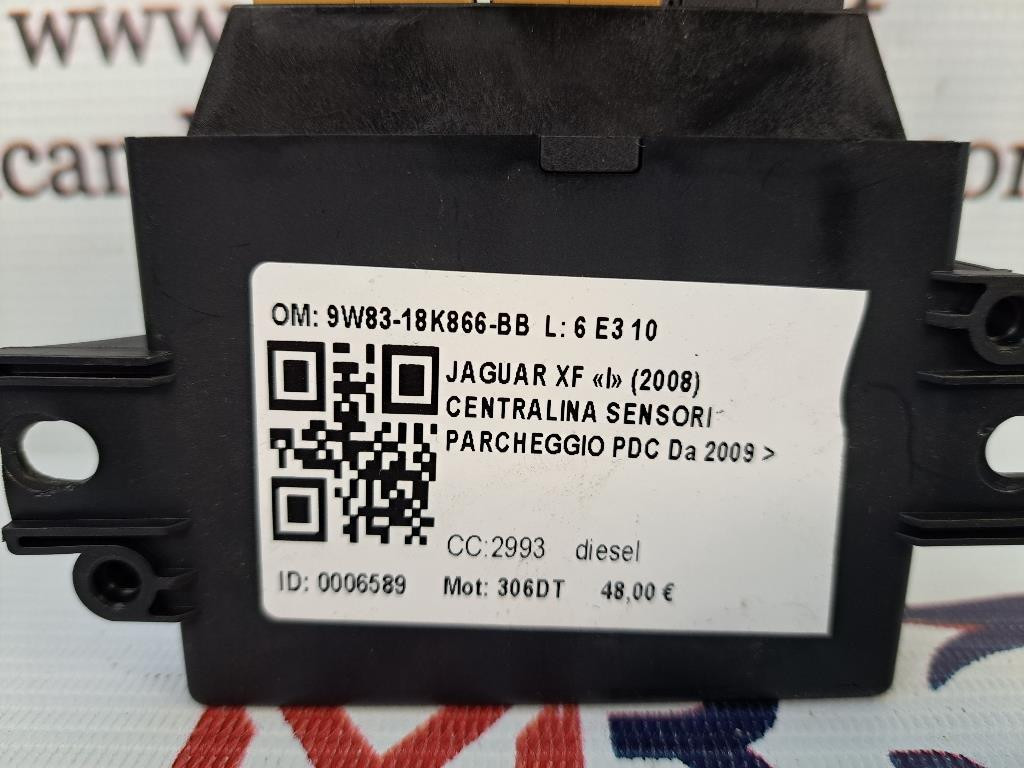 www
OM: 9W83-18K866-BB L: 6 E3 10
JAGUAR XF «I» (2008)
CENTRALINA SENSORI
PARCHEGGIO PDC Da 2009 >
CC:2993 diesel
ID: 0006589 Mot: 306DT 48,00 €